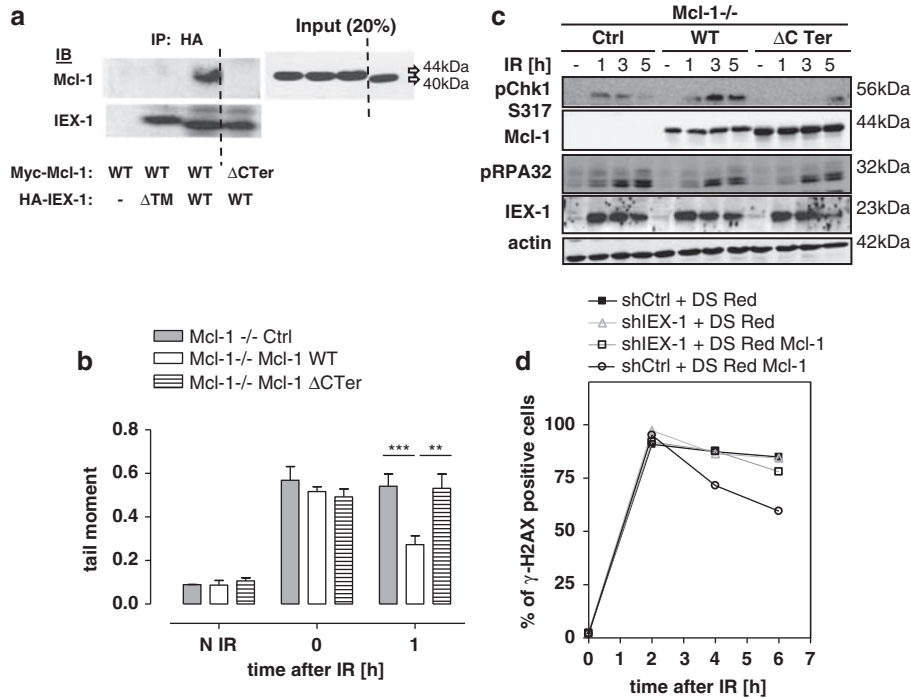 a
IP: HA
Input (20%)
IB
Mcl-1
44kDa
40kDa
IEX-1
Myc-Mcl-1: WT WT WT ΔCTer
HA-IEX-1: - ΔTM WT WT
c
Mcl-1-/-
Ctrl WT ΔC Ter
IR [h] - 1 3 5 - 1 3 5 - 1 3 5
pChk1 56kDa
S317
Mcl-1 44kDa
pRPA32 32kDa
IEX-1 23kDa
actin 42kDa
b
Mcl-1 -/- Ctrl
Mcl-1-/- Mcl-1 WT
Mcl-1-/- Mcl-1 ΔCTer
0.8
0.6
0.4
0.2
0.0
tail moment
*** **
N IR 0 1
time after IR [h]
d
shCtrl + DS Red
shIEX-1 + DS Red
shIEX-1 + DS Red Mcl-1
shCtrl + DS Red Mcl-1
100
75
50
25
0
% of γ-H2AX positive cells
0 1 2 3 4 5 6 7
time after IR [h]